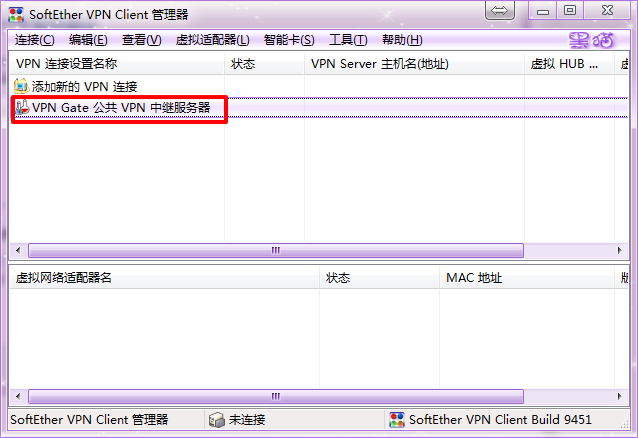 SoftEther VPN Client 管理器
连接(C) 编辑(E) 查看(V) 虚拟适配器(L) 智能卡(S) 工具(T) 帮助(H) 黑猫
VPN 连接设置名称 状态 VPN Server 主机名(地址) 虚拟 HUB ... 虚
添加新的 VPN 连接
VPN Gate 公共 VPN 中继服务器
虚拟网络适配器名 状态 MAC 地址 版
SoftEther VPN Client 管理器 未连接 SoftEther VPN Client Build 9451